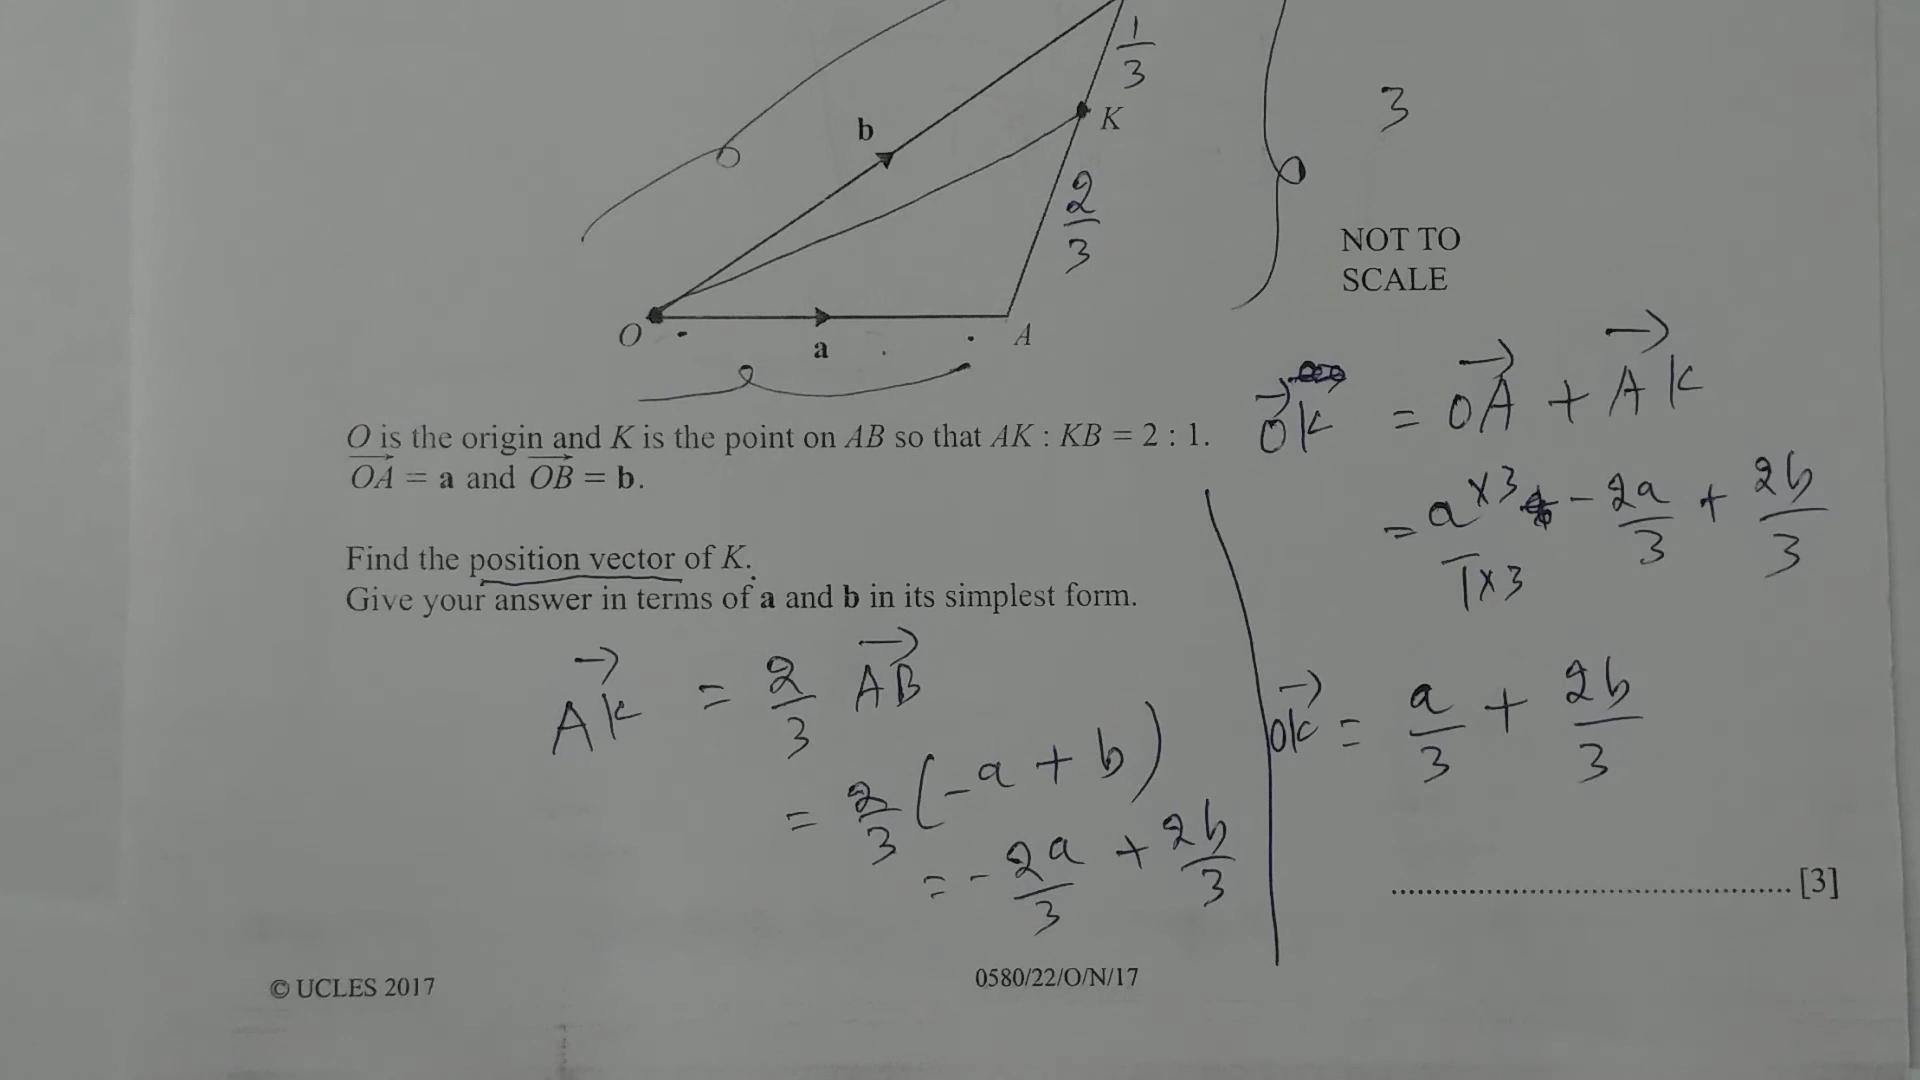 1/3
K
3
b
2/3
NOT TO
SCALE
O
a
A
O is the origin and K is the point on AB so that AK : KB = 2 : 1.
OA = a and OB = b.
Find the position vector of K.
Give your answer in terms of a and b in its simplest form.
AK = 2/3 AB
= 2/3 (-a + b)
= -2a/3 + 2b/3
OK = OA + AK
= a×3/1×3 - 2a/3 + 2b/3
OK = a/3 + 2b/3
.......................................... [3]
© UCLES 2017
0580/22/O/N/17